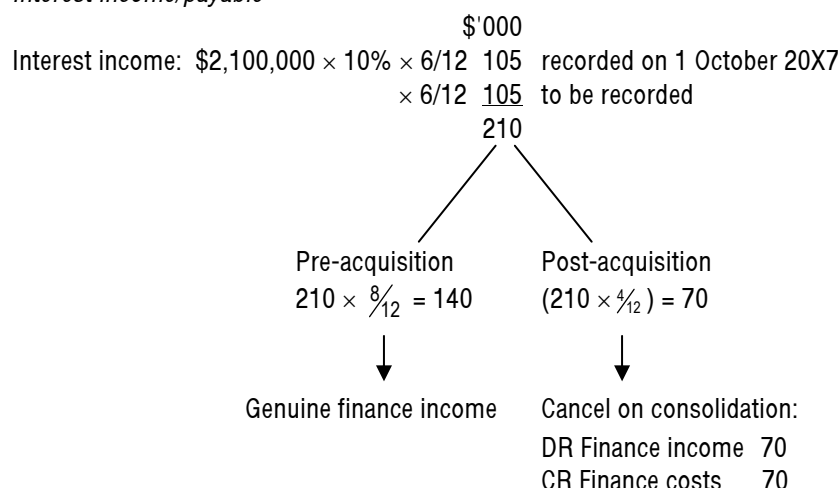 Interest income/payable
$'000
Interest income: $2,100,000 × 10% × 6/12 105 recorded on 1 October 20X7
× 6/12 105 to be recorded
210
Pre-acquisition Post-acquisition
210 × 8/12 = 140 (210 × 4/12) = 70
Genuine finance income Cancel on consolidation:
DR Finance income 70
CR Finance costs 70